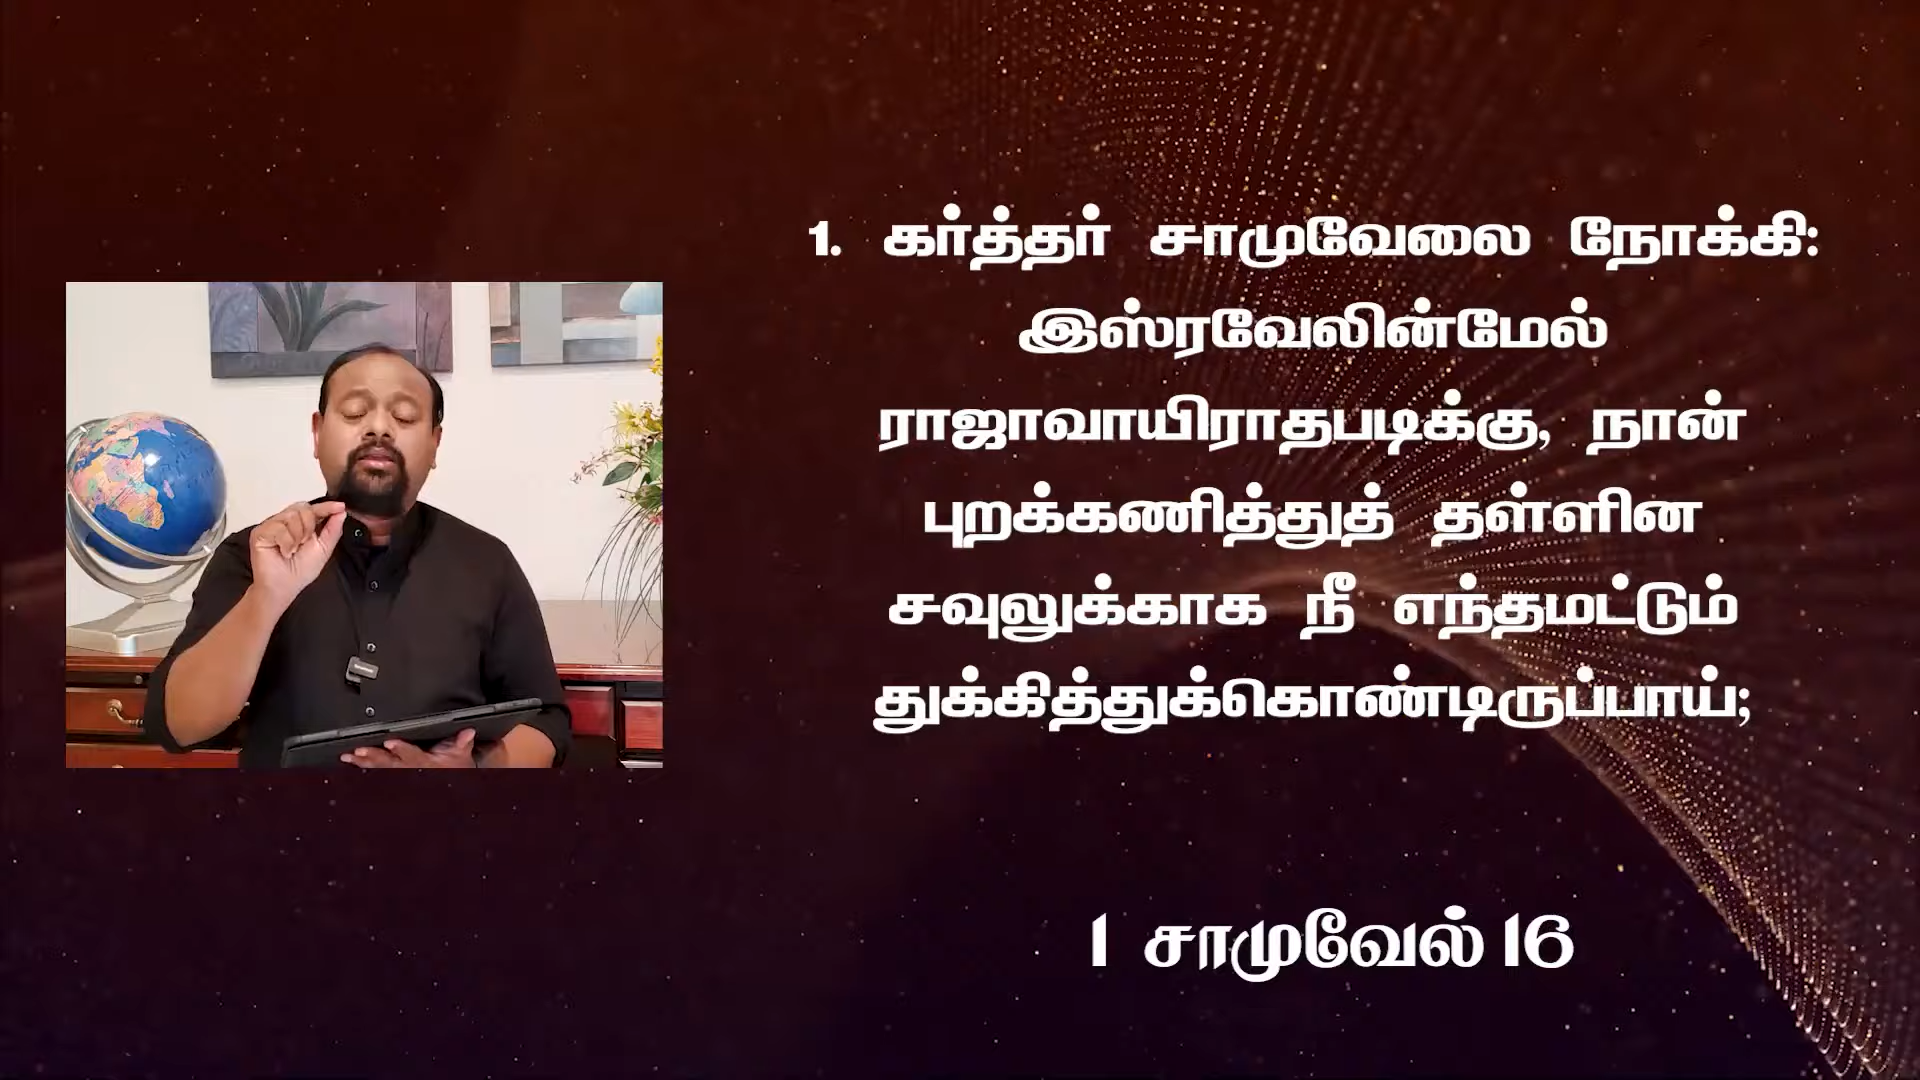 1. கர்த்தர் சாமுவேலை நோக்கி:
இஸ்ரவேலின்மேல்
ராஜாவாயிராதபடிக்கு, நான்
புறக்கணித்துத் தள்ளின
சவுலுக்காக நீ எந்தமட்டும்
துக்கித்துக்கொண்டிருப்பாய்;
1 சாமுவேல் 16